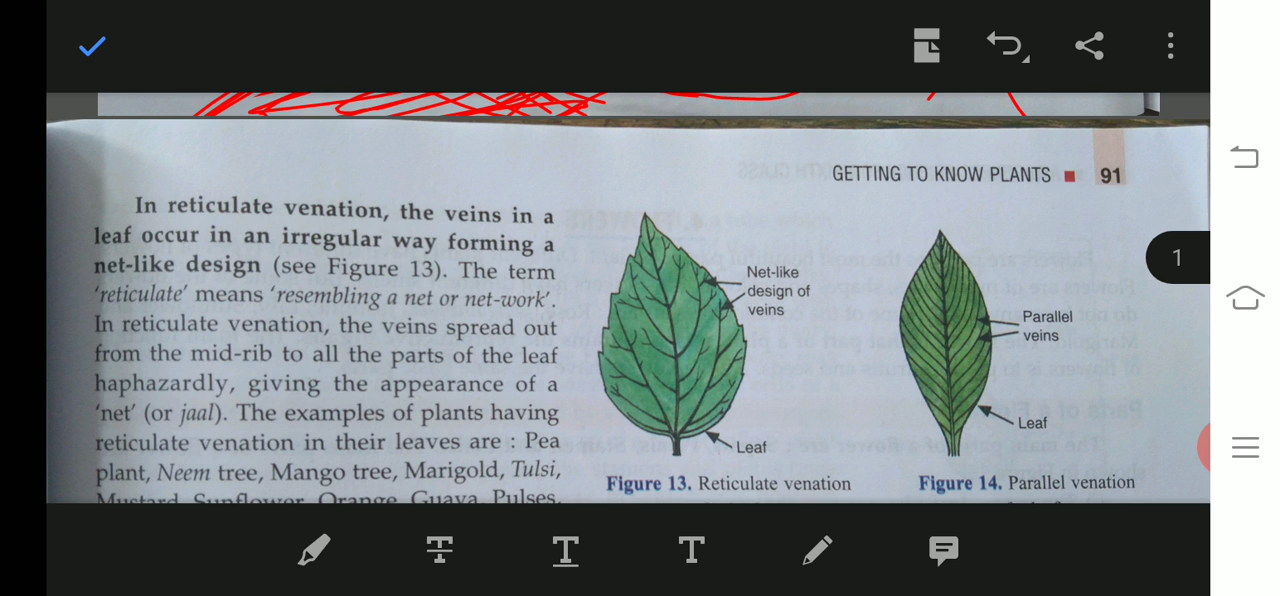 GETTING TO KNOW PLANTS ■ 91
In reticulate venation, the veins in a
leaf occur in an irregular way forming a
net-like design (see Figure 13). The term
‘reticulate’ means ‘resembling a net or net-work’.
In reticulate venation, the veins spread out
from the mid-rib to all the parts of the leaf
haphazardly, giving the appearance of a
‘net’ (or jaal). The examples of plants having
reticulate venation in their leaves are : Pea
plant, Neem tree, Mango tree, Marigold, Tulsi,
Mustard, Sunflower, Orange, Guava, Pulses,
Net-like
design of
veins
Leaf
Figure 13. Reticulate venation
Parallel
veins
Leaf
Figure 14. Parallel venation
1
T
T
T